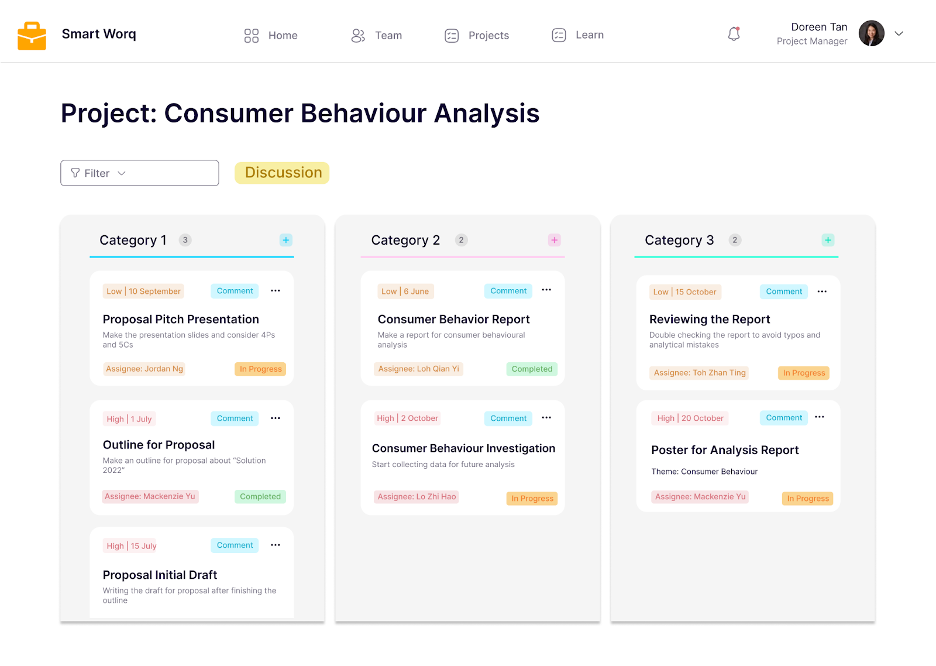 Smart Worq
Home
Team
Projects
Learn
Doreen Tan
Project Manager
Project: Consumer Behaviour Analysis
Filter
Discussion
Category 1 3 +
Low | 10 September Comment ...
Proposal Pitch Presentation
Make the presentation slides and consider 4Ps
and 5Cs
Assignee: Jordan Ng In Progress
High | 1 July Comment ...
Outline for Proposal
Make an outline for proposal about "Solution
2022"
Assignee: Mackenzie Yu Completed
High | 15 July Comment ...
Proposal Initial Draft
Writing the draft for proposal after finishing the
outline
Category 2 2 +
Low | 6 June Comment ...
Consumer Behavior Report
Make a report for consumer behavioural
analysis
Assignee: Loh Qian Yi Completed
High | 2 October Comment ...
Consumer Behaviour Investigation
Start collecting data for future analysis
Assignee: Lo Zhi Hao In Progress
Category 3 2 +
Low | 15 October Comment ...
Reviewing the Report
Double checking the report to avoid typos and
analytical mistakes
Assignee: Toh Zhan Ting In Progress
High | 20 October Comment ...
Poster for Analysis Report
Theme: Consumer Behaviour
Assignee: Mackenzie Yu In Progress